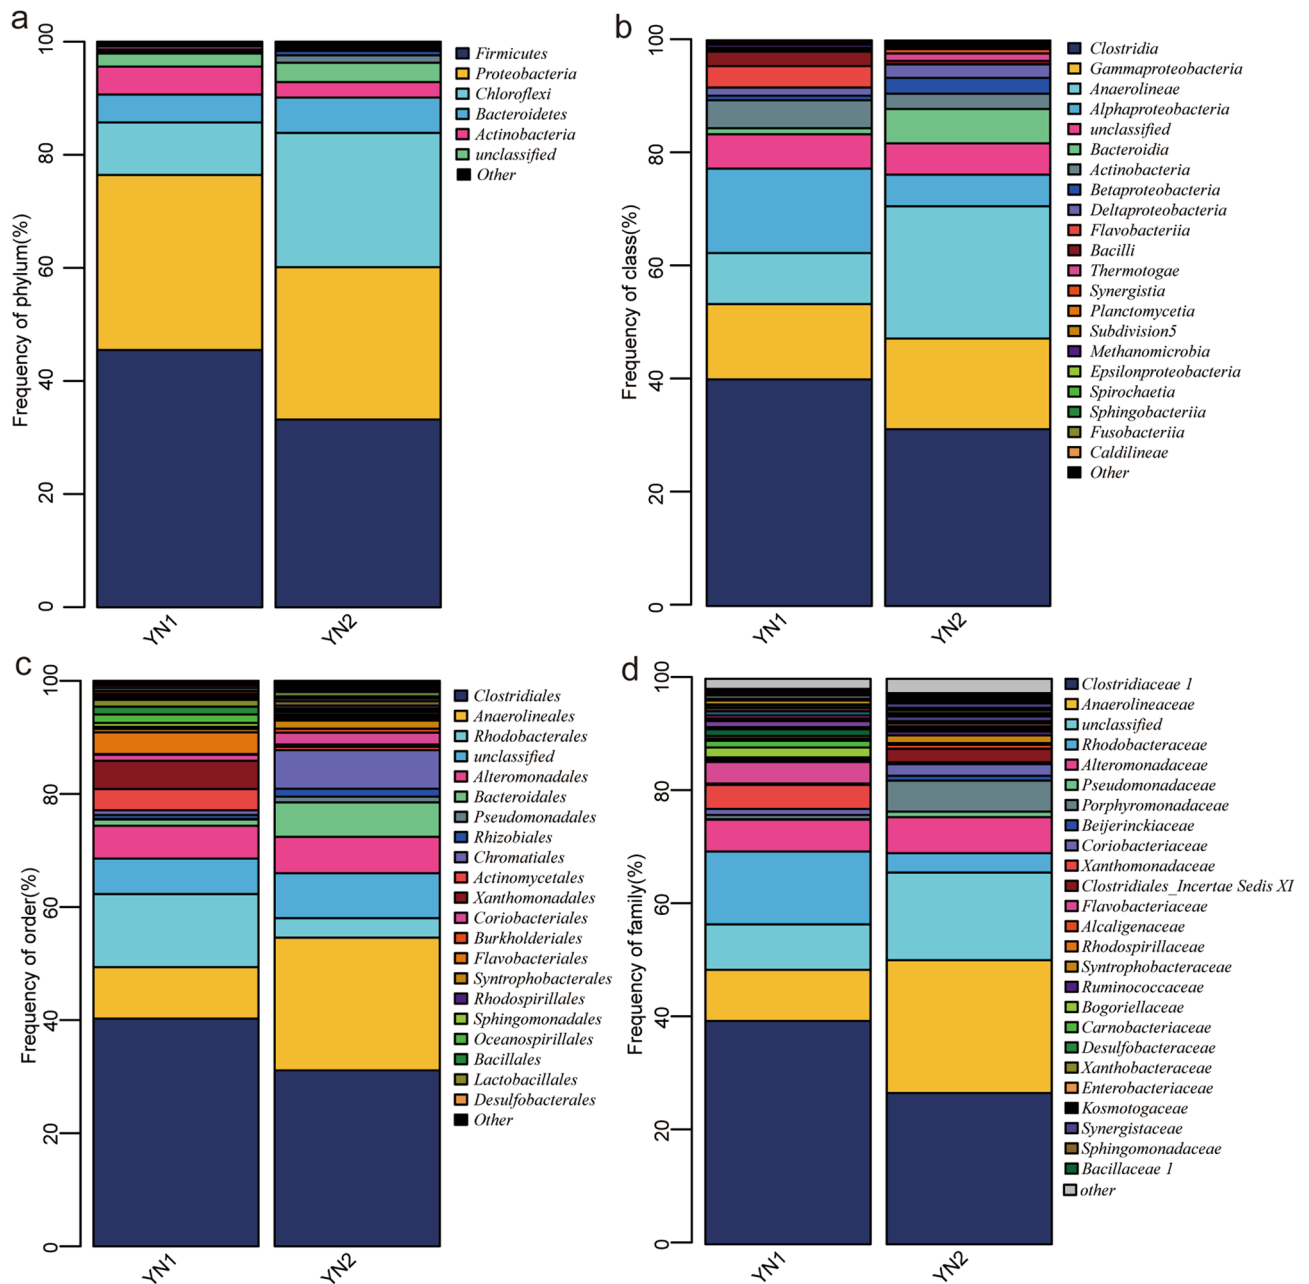 a
Frequency of phylum(%)
100
80
60
40
20
0
YN1
YN2
Firmicutes
Proteobacteria
Chloroflexi
Bacteroidetes
Actinobacteria
unclassified
Other
b
Frequency of class(%)
100
80
60
40
20
0
YN1
YN2
Clostridia
Gammaproteobacteria
Anaerolineae
Alphaproteobacteria
unclassified
Bacteroidia
Actinobacteria
Betaproteobacteria
Deltaproteobacteria
Flavobacteriia
Bacilli
Thermotogae
Synergistia
Planctomycetia
Subdivision5
Methanomicrobia
Epsilonproteobacteria
Spirochaetia
Sphingobacteriia
Fusobacteriia
Caldilineae
Other
c
Frequency of order(%)
100
80
60
40
20
0
YN1
YN2
Clostridiales
Anaerolineales
Rhodobacterales
unclassified
Alteromonadales
Bacteroidales
Pseudomonadales
Rhizobiales
Chromatiales
Actinomycetales
Xanthomonadales
Coriobacteriales
Burkholderiales
Flavobacteriales
Syntrophobacterales
Rhodospirillales
Sphingomonadales
Oceanospirillales
Bacillales
Lactobacillales
Desulfobacterales
Other
d
Frequency of family(%)
100
80
60
40
20
0
YN1
YN2
Clostridiaceae 1
Anaerolineaceae
unclassified
Rhodobacteraceae
Alteromonadaceae
Pseudomonadaceae
Porphyromonadaceae
Beijerinckiaceae
Coriobacteriaceae
Xanthomonadaceae
Clostridiales_Incertae Sedis XI
Flavobacteriaceae
Alcaligenaceae
Rhodospirillaceae
Syntrophobacteraceae
Ruminococcaceae
Bogoriellaceae
Carnobacteriaceae
Desulfobacteraceae
Xanthobacteraceae
Enterobacteriaceae
Kosmotogaceae
Synergistaceae
Sphingomonadaceae
Bacillaceae 1
other